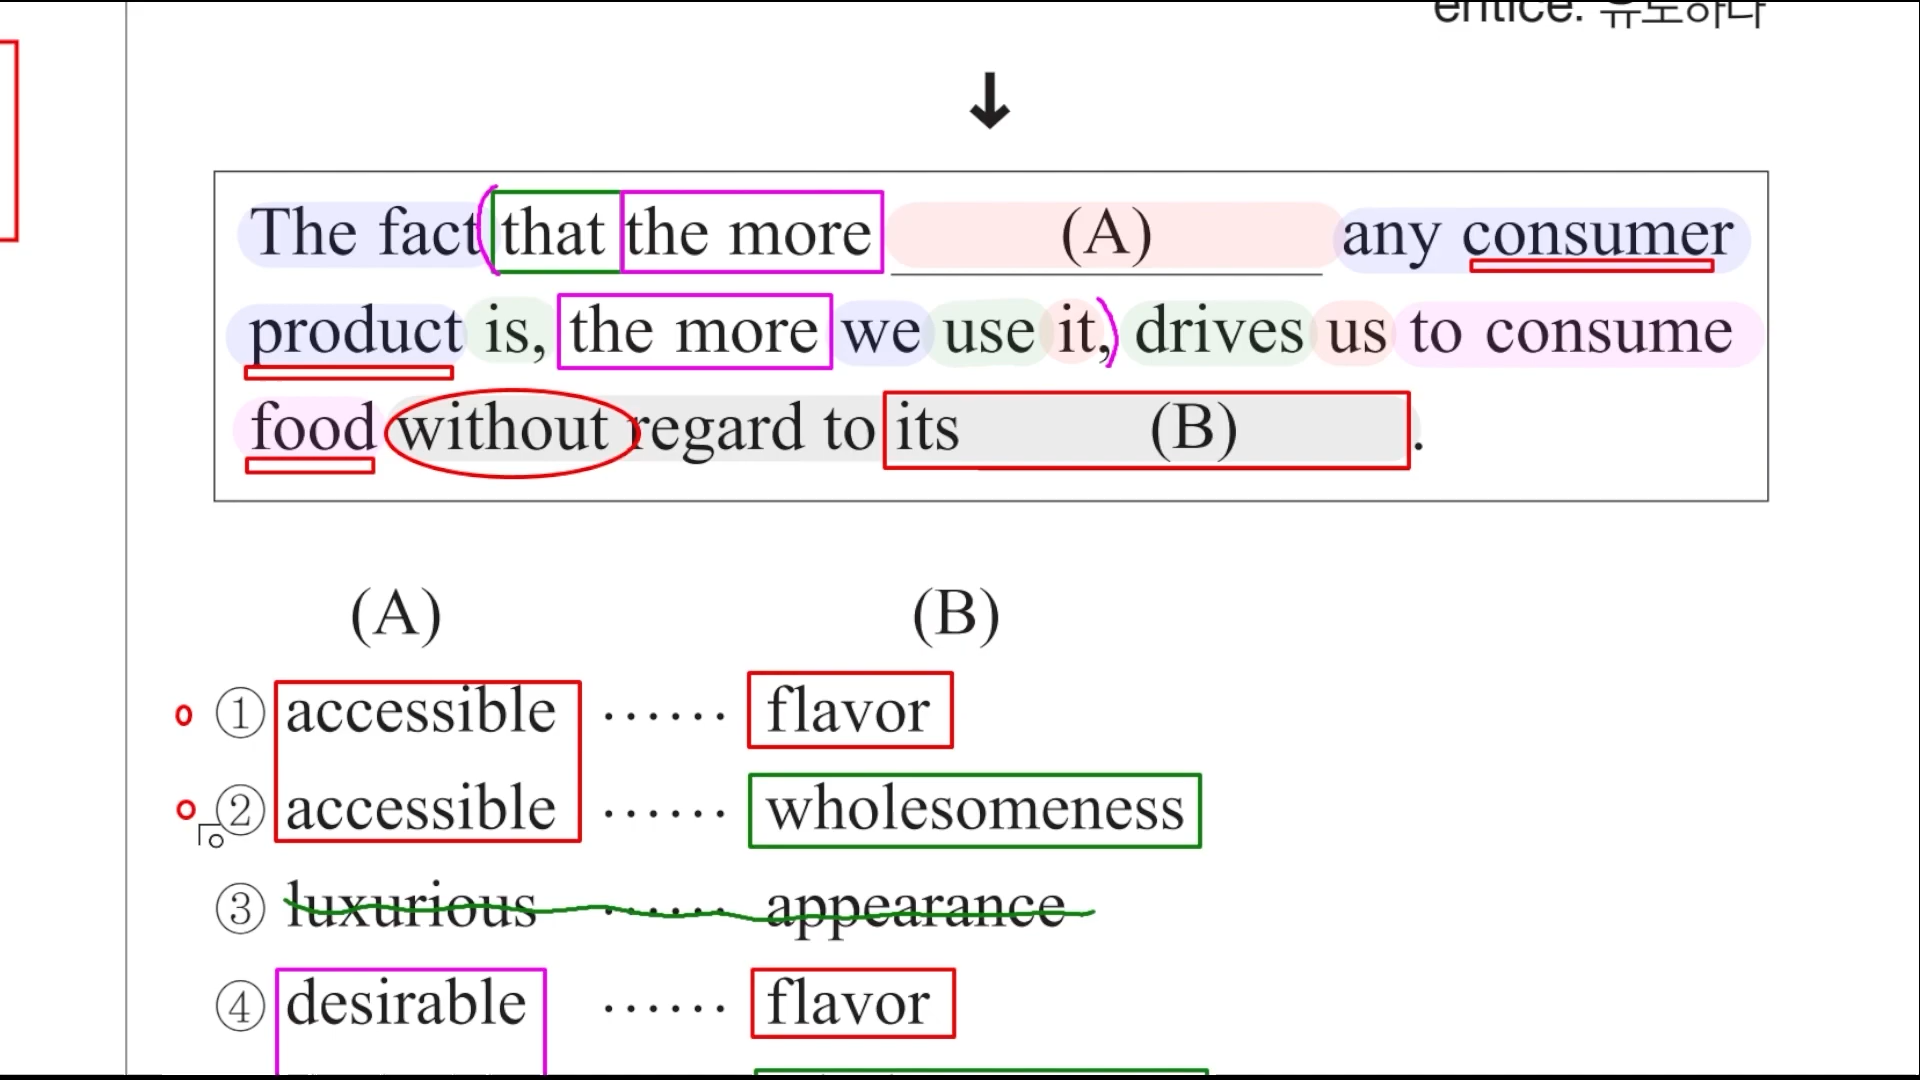 entice: 유도하다
↓
The fact that the more (A) any consumer
product is, the more we use it, drives us to consume
food without regard to its (B) .
(A) (B)
① accessible …… flavor
② accessible …… wholesomeness
③ luxurious …… appearance
④ desirable …… flavor